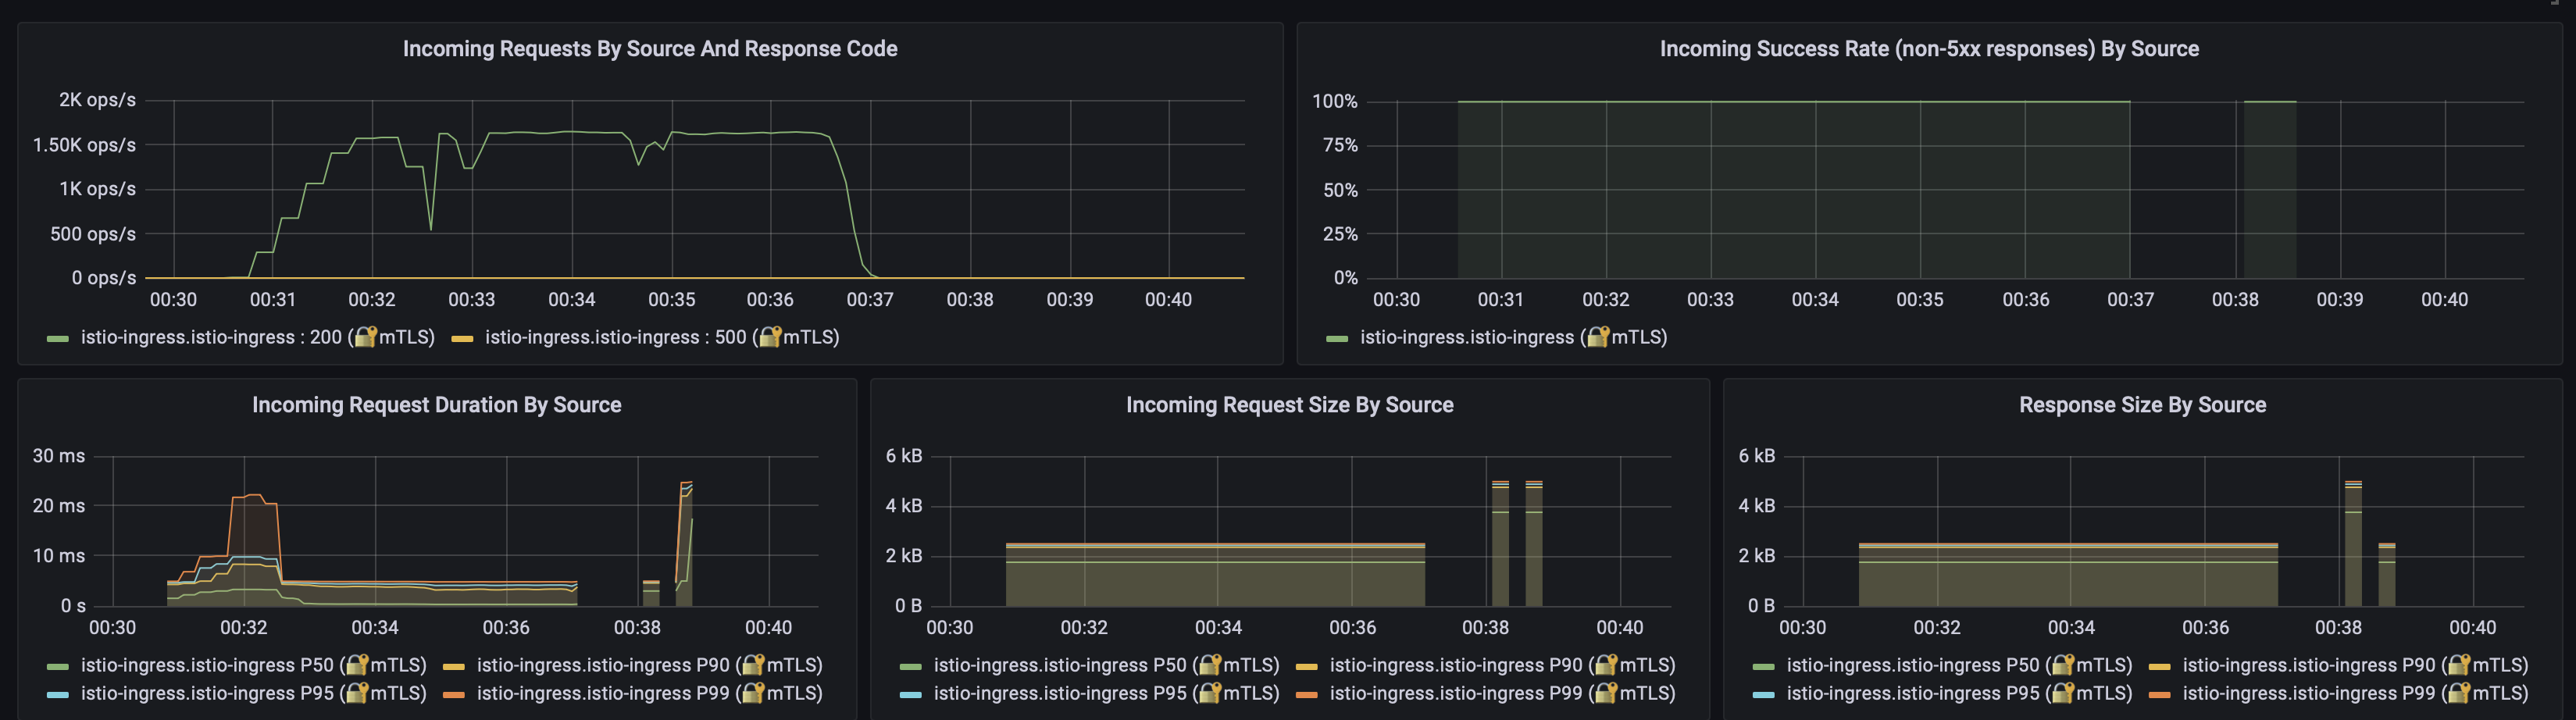 Incoming Requests By Source And Response Code
2K ops/s
1.50K ops/s
1K ops/s
500 ops/s
0 ops/s
00:30 00:31 00:32 00:33 00:34 00:35 00:36 00:37 00:38 00:39 00:40
istio-ingress.istio-ingress : 200 (🔐mTLS) istio-ingress.istio-ingress : 500 (🔐mTLS)
Incoming Success Rate (non-5xx responses) By Source
100%
75%
50%
25%
0%
00:30 00:31 00:32 00:33 00:34 00:35 00:36 00:37 00:38 00:39 00:40
istio-ingress.istio-ingress (🔐mTLS)
Incoming Request Duration By Source
30 ms
20 ms
10 ms
0 s
00:30 00:32 00:34 00:36 00:38 00:40
istio-ingress.istio-ingress P50 (🔐mTLS) istio-ingress.istio-ingress P90 (🔐mTLS)
istio-ingress.istio-ingress P95 (🔐mTLS) istio-ingress.istio-ingress P99 (🔐mTLS)
Incoming Request Size By Source
6 kB
4 kB
2 kB
0 B
00:30 00:32 00:34 00:36 00:38 00:40
istio-ingress.istio-ingress P50 (🔐mTLS) istio-ingress.istio-ingress P90 (🔐mTLS)
istio-ingress.istio-ingress P95 (🔐mTLS) istio-ingress.istio-ingress P99 (🔐mTLS)
Response Size By Source
6 kB
4 kB
2 kB
0 B
00:30 00:32 00:34 00:36 00:38 00:40
istio-ingress.istio-ingress P50 (🔐mTLS) istio-ingress.istio-ingress P90 (🔐mTLS)
istio-ingress.istio-ingress P95 (🔐mTLS) istio-ingress.istio-ingress P99 (🔐mTLS)